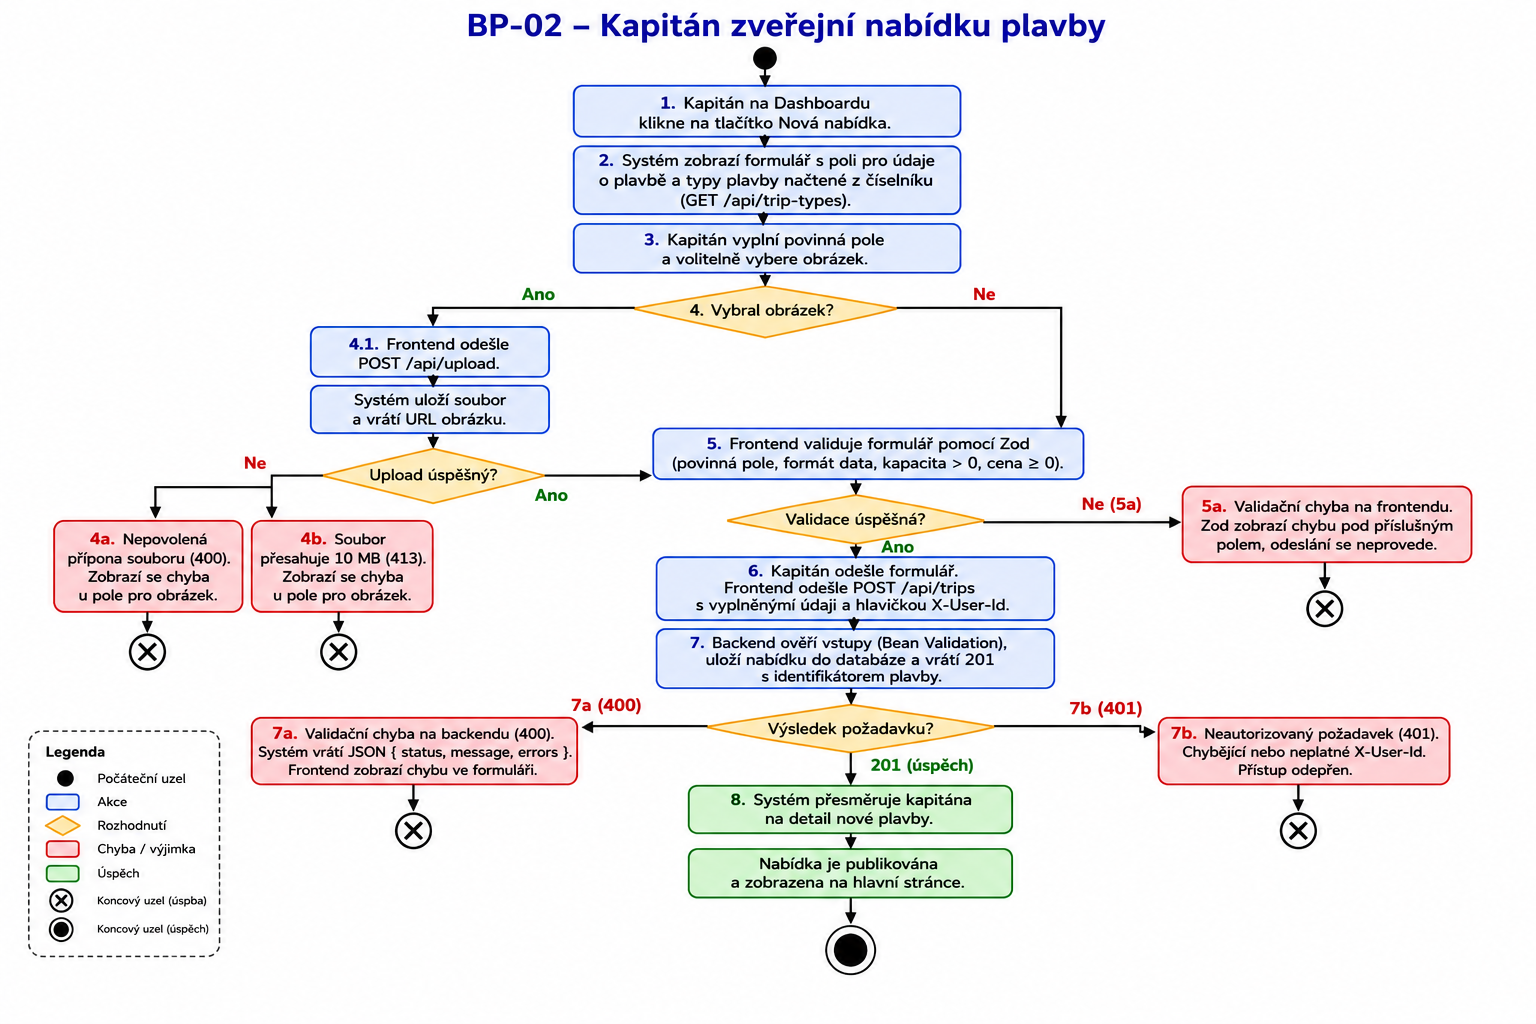 BP-02 – Kapitán zveřejní nabídku plavby
1. Kapitán na Dashboardu
klikne na tlačítko Nová nabídka.
2. Systém zobrazí formulář s poli pro údaje
o plavbě a typy plavby načtené z číselníku
(GET /api/trip-types).
3. Kapitán vyplní povinná pole
a volitelně vybere obrázek.
Ano
4. Vybral obrázek?
Ne
4.1. Frontend odešle
POST /api/upload.
Systém uloží soubor
a vrátí URL obrázku.
Ne
Upload úspěšný?
Ano
4a. Nepovolená
přípona souboru (400).
Zobrazí se chyba
u pole pro obrázek.
4b. Soubor
přesahuje 10 MB (413).
Zobrazí se chyba
u pole pro obrázek.
5. Frontend validuje formulář pomocí Zod
(povinná pole, formát data, kapacita > 0, cena ≥ 0).
Validace úspěšná?
Ne (5a)
5a. Validační chyba na frontendu.
Zod zobrazí chybu pod příslušným
polem, odeslání se neprovede.
Ano
6. Kapitán odešle formulář.
Frontend odešle POST /api/trips
s vyplněnými údaji a hlavičkou X-User-Id.
7. Backend ověří vstupy (Bean Validation),
uloží nabídku do databáze a vrátí 201
s identifikátorem plavby.
7a (400)
Výsledek požadavku?
7b (401)
7a. Validační chyba na backendu (400).
Systém vrátí JSON { status, message, errors }.
Frontend zobrazí chybu ve formuláři.
7b. Neautorizovaný požadavek (401).
Chybějící nebo neplatné X-User-Id.
Přístup odepřen.
201 (úspěch)
8. Systém přesměruje kapitána
na detail nové plavby.
Nabídka je publikována
a zobrazena na hlavní stránce.
Legenda
Počáteční uzel
Akce
Rozhodnutí
Chyba / výjimka
Úspěch
Koncový uzel (úspba)
Koncový uzel (úspěch)